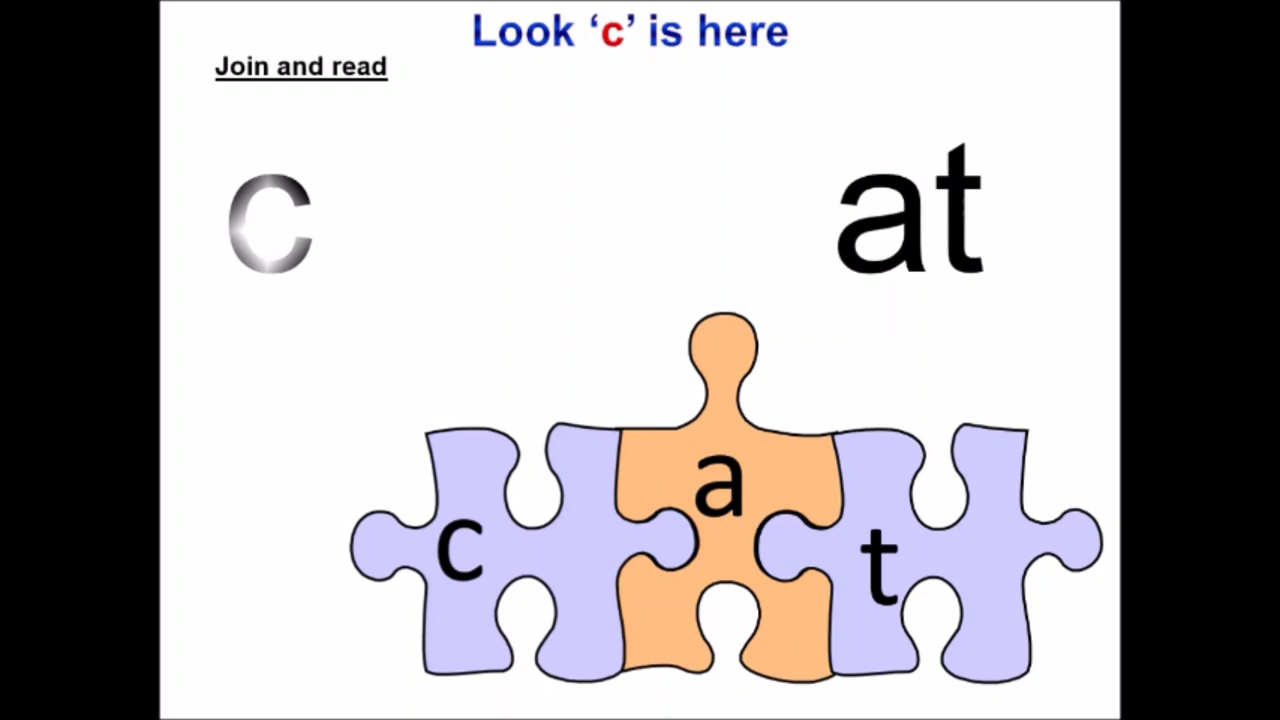 Look ‘c’ is here
Join and read
c at
c a t